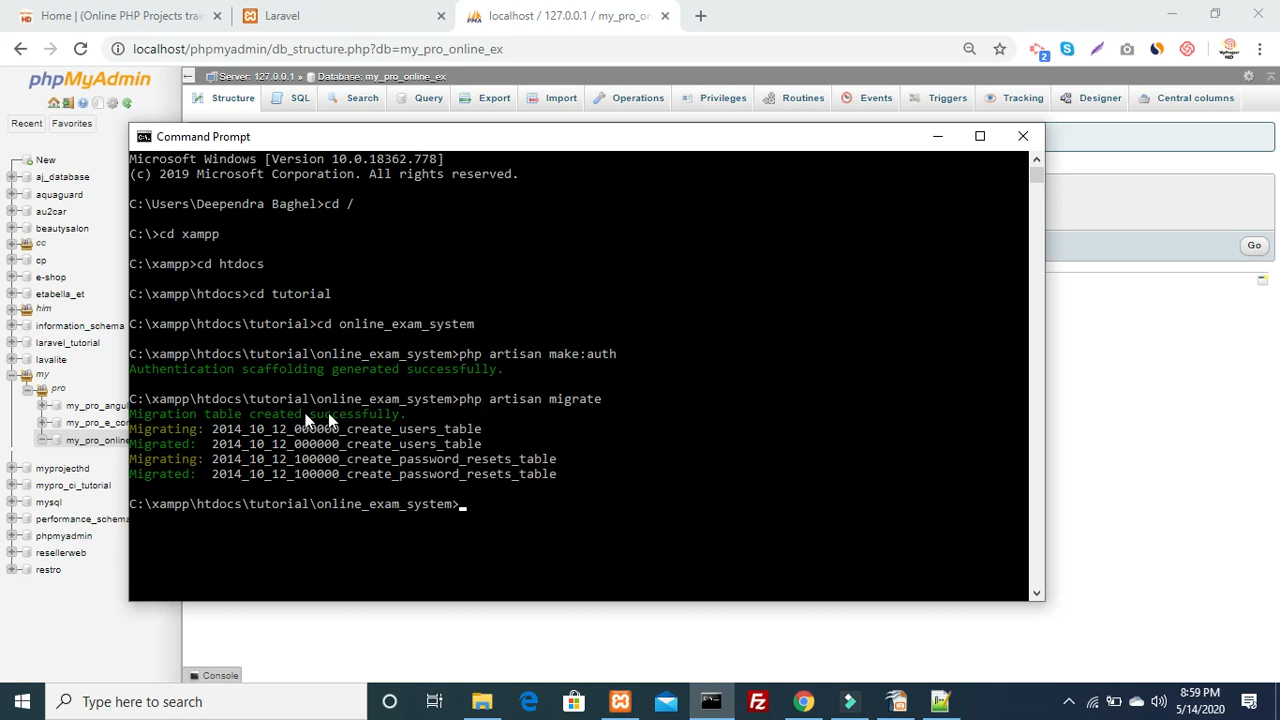 Home | (Online PHP Projects train
Laravel
localhost / 127.0.0.1 / my_pro_on
localhost/phpmyadmin/db_structure.php?db=my_pro_online_ex
2
phpMyAdmin
Server: 127.0.0.1 » Database: my_pro_online_ex
Structure SQL Search Query Export Import Operations Privileges Routines Events Triggers Tracking Designer Central columns
Recent Favorites
New
aj_database
aquaguard
au2car
beautysalon
cc
cp
e-shop
etabella_et
him
information_schema
laravel_tutorial
lavalite
my
pro
my_pro_angu
my_pro_e_co
my_pro_online
myprojecthd
mypro_ci_tutorial
mysql
performance_schema
phpmyadmin
resellerweb
restro
Go
Console
Command Prompt
Microsoft Windows [Version 10.0.18362.778]
(c) 2019 Microsoft Corporation. All rights reserved.
C:\Users\Deependra Baghel>cd /
C:\>cd xampp
C:\xampp>cd htdocs
C:\xampp\htdocs>cd tutorial
C:\xampp\htdocs\tutorial>cd online_exam_system
C:\xampp\htdocs\tutorial\online_exam_system>php artisan make:auth
Authentication scaffolding generated successfully.
C:\xampp\htdocs\tutorial\online_exam_system>php artisan migrate
Migration table created successfully.
Migrating: 2014_10_12_000000_create_users_table
Migrated:  2014_10_12_000000_create_users_table
Migrating: 2014_10_12_100000_create_password_resets_table
Migrated:  2014_10_12_100000_create_password_resets_table
C:\xampp\htdocs\tutorial\online_exam_system>
Type here to search
8:59 PM
5/14/2020